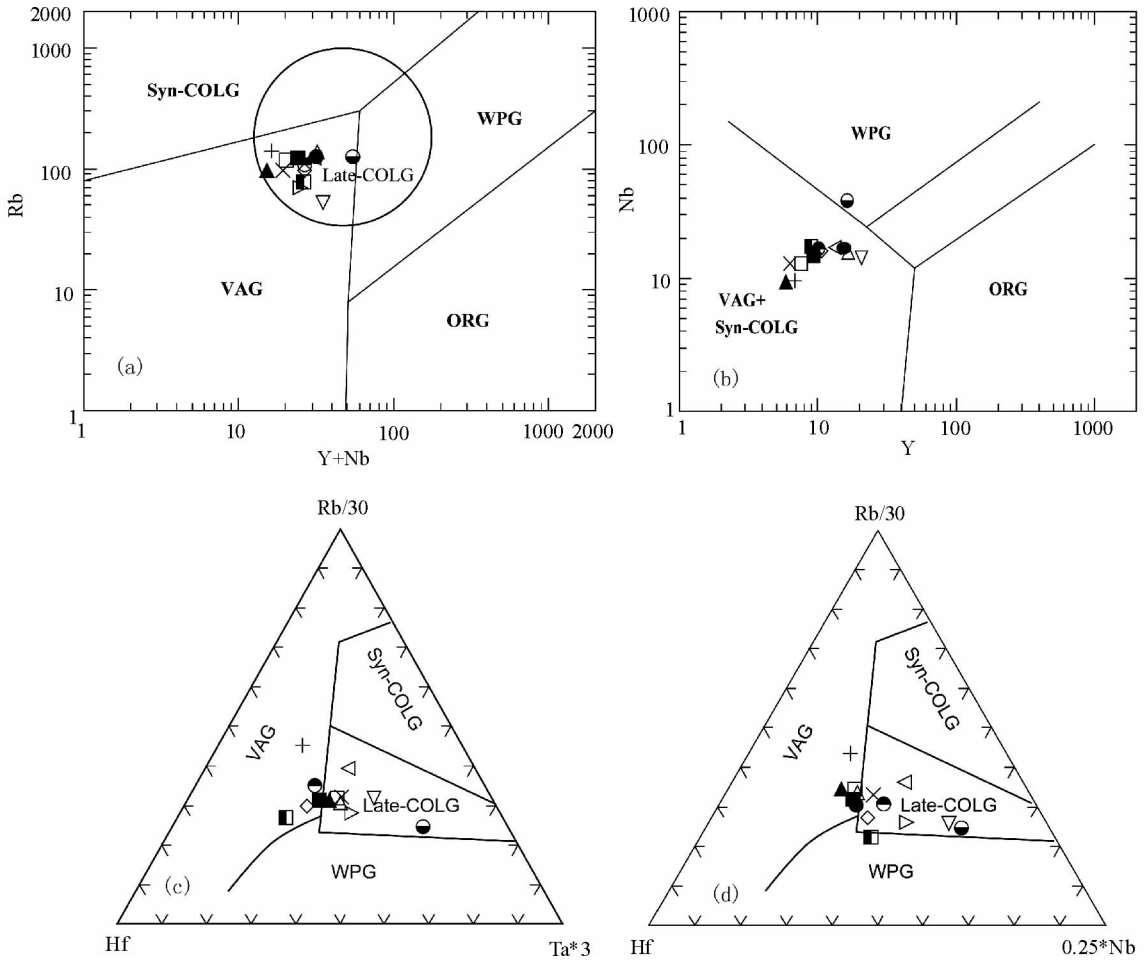 2000
1000
100
10
1
Rb
Syn-COLG
WPG
Late-COLG
VAG
ORG
(a)
1
10
100
1000
2000
Y+Nb
1000
100
10
1
Nb
WPG
VAG+
Syn-COLG
ORG
(b)
1
10
100
1000
Y
Rb/30
Syn-COLG
VAG
Late-COLG
WPG
(c)
Hf
Ta*3
Rb/30
Syn-COLG
VAG
Late-COLG
WPG
(d)
Hf
0.25*Nb